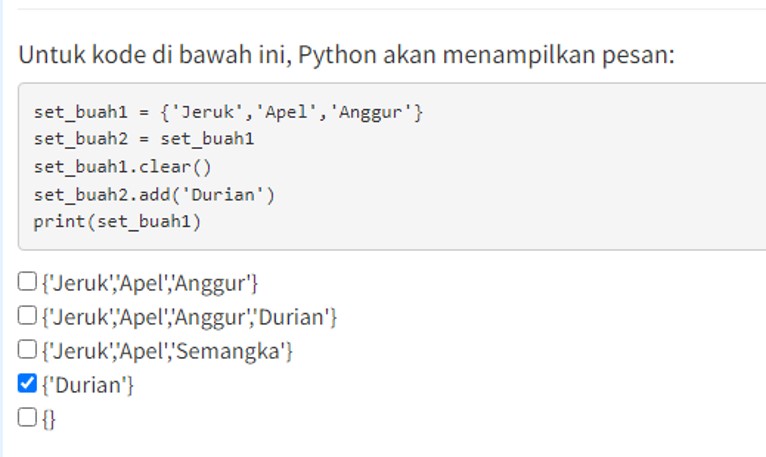 Untuk kode di bawah ini, Python akan menampilkan pesan:
set_buah1 = {'Jeruk','Apel','Anggur'}
set_buah2 = set_buah1
set_buah1.clear()
set_buah2.add('Durian')
print(set_buah1)
{'Jeruk','Apel','Anggur'}
{'Jeruk','Apel','Anggur','Durian'}
{'Jeruk','Apel','Semangka'}
{'Durian'}
{}